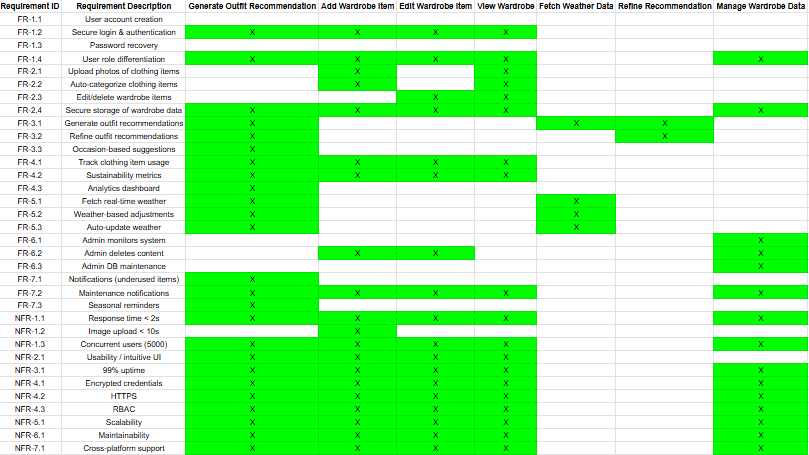 Requirement ID Requirement Description Generate Outfit Recommendation Add Wardrobe Item Edit Wardrobe Item View Wardrobe Fetch Weather Data Refine Recommendation Manage Wardrobe Data
FR-1.1 User account creation
FR-1.2 Secure login & authentication X X X X
FR-1.3 Password recovery
FR-1.4 User role differentiation X X X X X
FR-2.1 Upload photos of clothing items X X
FR-2.2 Auto-categorize clothing items X X
FR-2.3 Edit/delete wardrobe items X X
FR-2.4 Secure storage of wardrobe data X X X X X
FR-3.1 Generate outfit recommendations X X X
FR-3.2 Refine outfit recommendations X X
FR-3.3 Occasion-based suggestions X
FR-4.1 Track clothing item usage X X X X
FR-4.2 Sustainability metrics X X X X
FR-4.3 Analytics dashboard X
FR-5.1 Fetch real-time weather X X
FR-5.2 Weather-based adjustments X X
FR-5.3 Auto-update weather X X
FR-6.1 Admin monitors system X
FR-6.2 Admin deletes content X X X
FR-6.3 Admin DB maintenance X
FR-7.1 Notifications (underused items) X
FR-7.2 Maintenance notifications X X X X X
FR-7.3 Seasonal reminders X
NFR-1.1 Response time < 2s X X X X X
NFR-1.2 Image upload < 10s X
NFR-1.3 Concurrent users (5000) X X X X X
NFR-2.1 Usability / intuitive UI X X X X
NFR-3.1 99% uptime X X X X X
NFR-4.1 Encrypted credentials X X X X X
NFR-4.2 HTTPS X X X X X
NFR-4.3 RBAC X X X X X
NFR-5.1 Scalability X X X X X
NFR-6.1 Maintainability X X X X X
NFR-7.1 Cross-platform support X X X X X